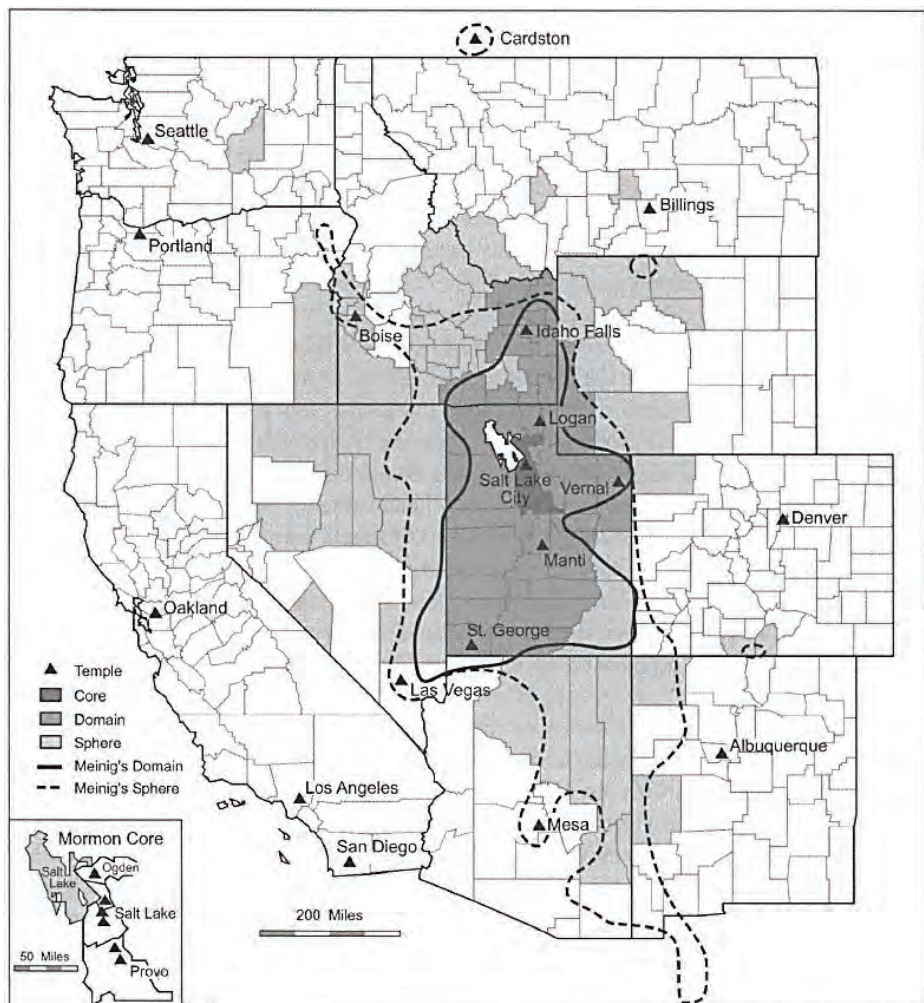 Cardston
Seattle
Billings
Portland
Boise
Idaho Falls
Logan
Salt Lake
City
Vernal
Denver
Manti
Oakland
St. George
Temple
Core
Domain
Sphere
Meinig's Domain
Meinig's Sphere
Las Vegas
Albuquerque
Los Angeles
Mesa
San Diego
200 Miles
Mormon Core
Ogden
Salt
Lake
Salt Lake
Provo
50 Miles